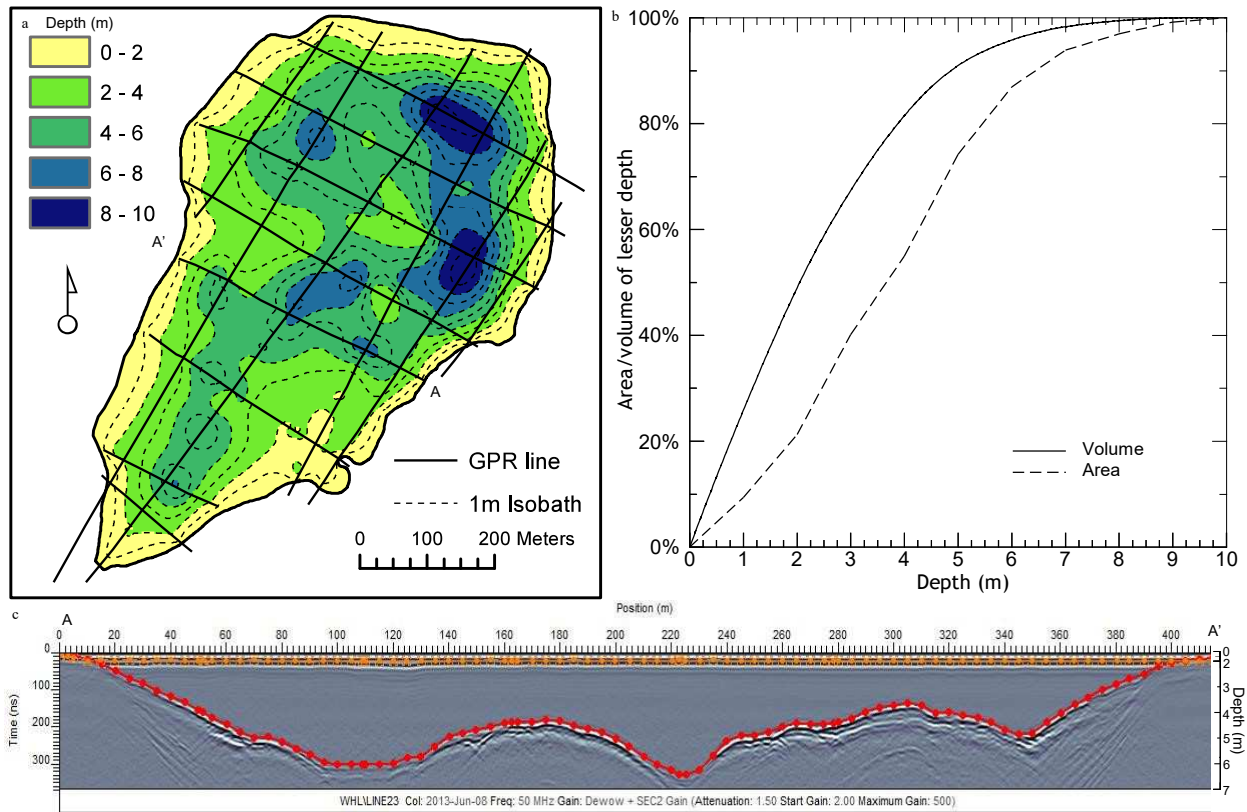 a Depth (m)
0 - 2
2 - 4
4 - 6
6 - 8
8 - 10
A'
A
GPR line
1m Isobath
0 100 200 Meters
b
100%
80%
60%
40%
20%
0%
Area/volume of lesser depth
Volume
Area
0 1 2 3 4 5 6 7 8 9 10
Depth (m)
c
A
Position (m)
A'
0 20 40 60 80 100 120 140 160 180 200 220 240 260 280 300 320 340 360 380 400
0
100
200
300
Time (ns)
0
2
3
4
5
6
7
Depth (m)
WHL\LINE23 Col: 2013-Jun-08 Freq: 50 MHz Gain: Dewow + SEC2 Gain (Attenuation: 1.50 Start Gain: 2.00 Maximum Gain: 500)